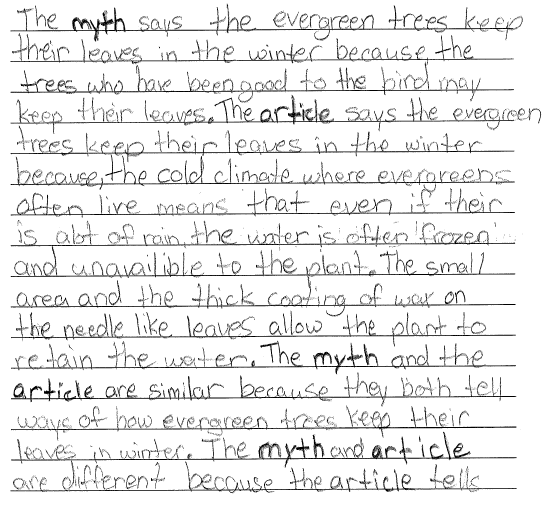 The myth says the evergreen trees keep
their leaves in the winter because the
trees who have been good to the bird may
keep their leaves. The article says the evergreen
trees keep their leaves in the winter
because, the cold climate where evergreens
often live means that even if their
is alot of rain, the water is often frozen
and unavailible to the plant. The small
area and the thick coating of wax on
the needle like leaves allow the plant to
retain the water. The myth and the
article are similar because they both tell
ways of how evergreen trees keep their
leaves in winter. The myth and article
are different because the article tells